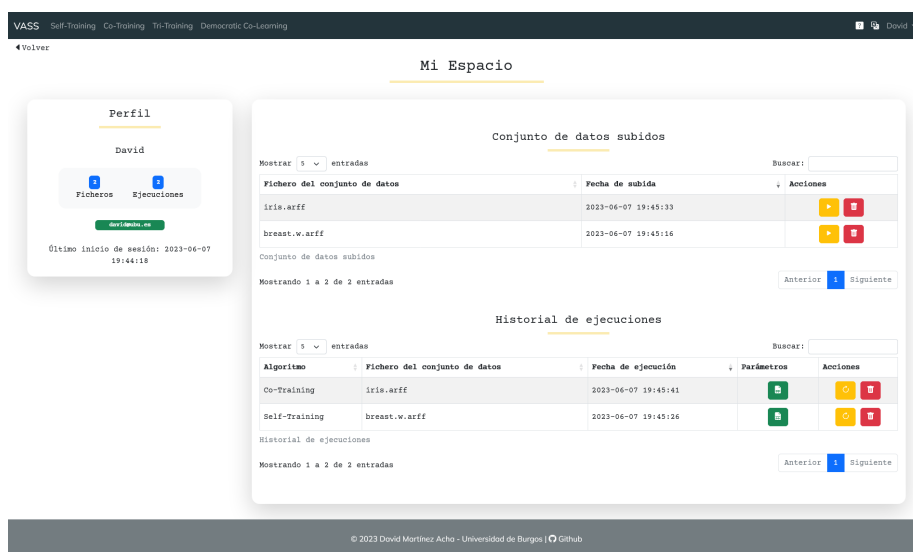 VASS Self-Training Co-Training Tri-Training Democratic Co-Learning David
Volver
Mi Espacio
Perfil
David
2 2
Ficheros Ejecuciones
david@ubu.es
Último inicio de sesión: 2023-06-07
19:44:18
Conjunto de datos subidos
Mostrar 5 entradas Buscar:
Fichero del conjunto de datos Fecha de subida Acciones
iris.arff 2023-06-07 19:45:33
breast.w.arff 2023-06-07 19:45:16
Conjunto de datos subidos
Mostrando 1 a 2 de 2 entradas Anterior 1 Siguiente
Historial de ejecuciones
Mostrar 5 entradas Buscar:
Algoritmo Fichero del conjunto de datos Fecha de ejecución Parámetros Acciones
Co-Training iris.arff 2023-06-07 19:45:41
Self-Training breast.w.arff 2023-06-07 19:45:26
Historial de ejecuciones
Mostrando 1 a 2 de 2 entradas Anterior 1 Siguiente
© 2023 David Martínez Acha - Universidad de Burgos | Github